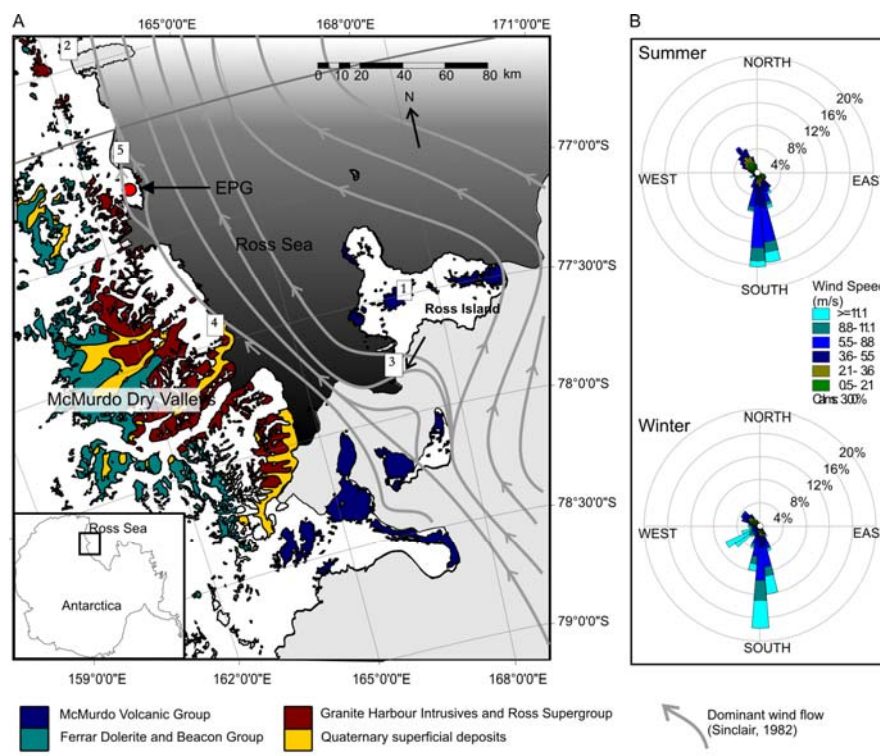 A
165°0'0"E
168°0'0"E
171°0'0"E
2
0 10 20 40 60 80
km
N
77°0'0"S
5
EPG
Ross Sea
77°30'0"S
1
Ross Island
4
3
McMurdo Dry Valleys
78°0'0"S
78°30'0"S
Ross Sea
Antarctica
79°0'0"S
159°0'0"E
162°0'0"E
165°0'0"E
168°0'0"E
McMurdo Volcanic Group
Ferrar Dolerite and Beacon Group
Granite Harbour Intrusives and Ross Supergroup
Quaternary superficial deposits
Dominant wind flow
(Sinclair, 1982)
B
Summer
NORTH
20%
16%
12%
8%
4%
WEST
EAST
SOUTH
Wind Speed
(m/s)
>=11.1
8.8-11.1
5.5-8.8
3.6-5.5
2.1-3.6
0.5-2.1
Calms: 3.00%
Winter
NORTH
20%
16%
12%
8%
4%
WEST
EAST
SOUTH